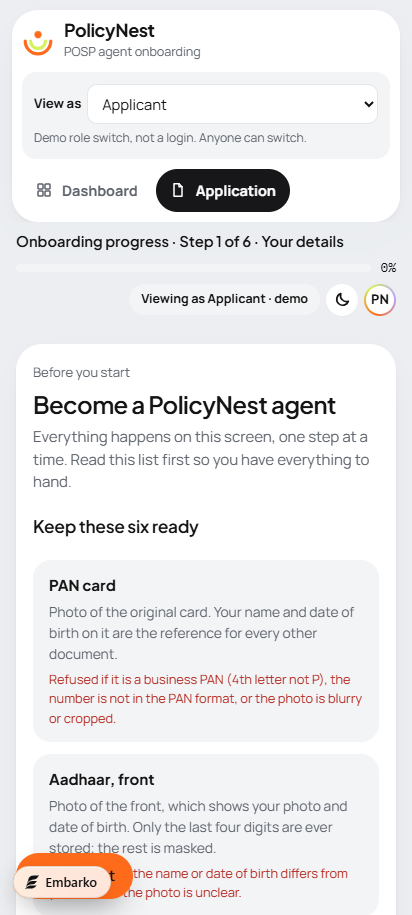 PolicyNest
POSP agent onboarding
View as
Applicant
Demo role switch, not a login. Anyone can switch.
Dashboard
Application
Onboarding progress · Step 1 of 6 · Your details
0%
Viewing as Applicant · demo
PN
Before you start
Become a PolicyNest agent
Everything happens on this screen, one step at a
time. Read this list first so you have everything to
hand.
Keep these six ready
PAN card
Photo of the original card. Your name and date of
birth on it are the reference for every other
document.
Refused if it is a business PAN (4th letter not P), the
number is not in the PAN format, or the photo is blurry
or cropped.
Aadhaar, front
Photo of the front, which shows your photo and
date of birth. Only the last four digits are ever
stored; the rest is masked.
the name or date of birth differs from
the photo is unclear.
Embarko